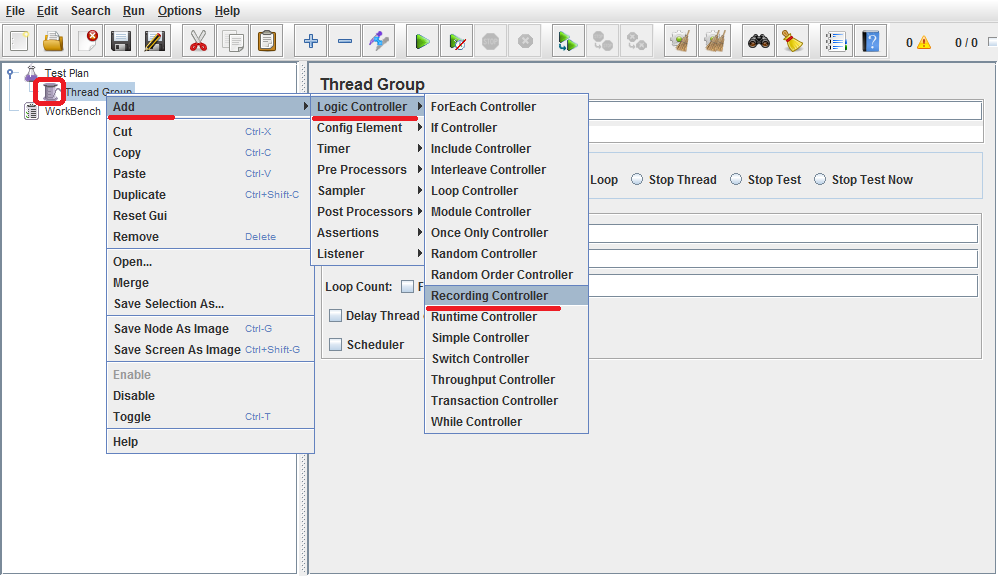 File Edit Search Run Options Help
0 0 / 0
Test Plan
Thread Group
WorkBench
Thread Group
Loop Stop Thread Stop Test Stop Test Now
Loop Count: F
Delay Thread
Scheduler
Add
Cut Ctrl-X
Copy Ctrl-C
Paste Ctrl-V
Duplicate Ctrl+Shift-C
Reset Gui
Remove Delete
Open...
Merge
Save Selection As...
Save Node As Image Ctrl-G
Save Screen As Image Ctrl+Shift-G
Enable
Disable
Toggle Ctrl-T
Help
Logic Controller
Config Element
Timer
Pre Processors
Sampler
Post Processors
Assertions
Listener
ForEach Controller
If Controller
Include Controller
Interleave Controller
Loop Controller
Module Controller
Once Only Controller
Random Controller
Random Order Controller
Recording Controller
Runtime Controller
Simple Controller
Switch Controller
Throughput Controller
Transaction Controller
While Controller